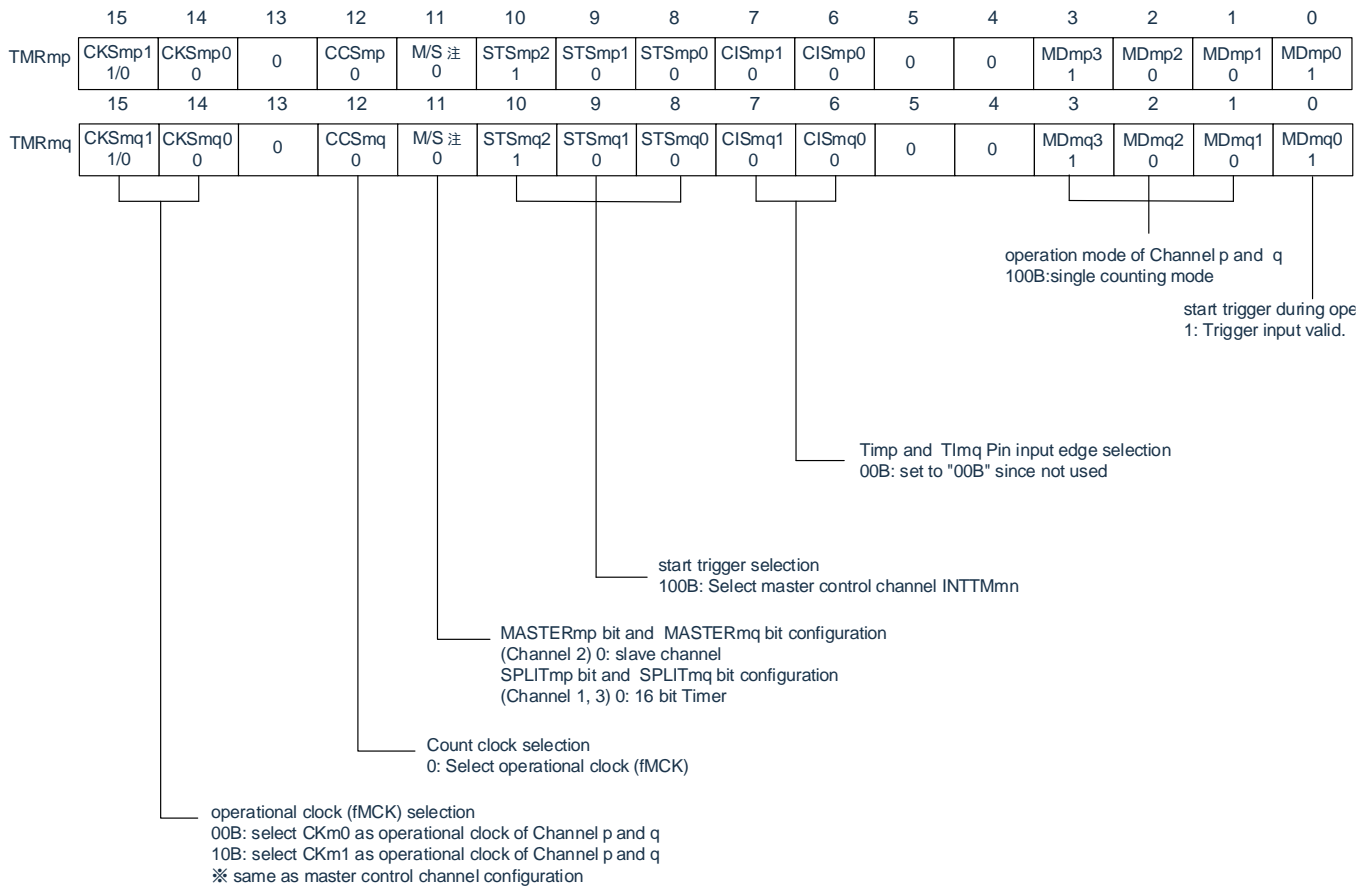 15 14 13 12 11 10 9 8 7 6 5 4 3 2 1 0
TMRmp CKSmp1 CKSmp0 0 CCSmp M/S 注 STSmp2 STSmp1 STSmp0 CISmp1 CISmp0 0 0 MDmp3 MDmp2 MDmp1 MDmp0
1/0 0 0 0 1 0 0 0 0 1 0 0 1
15 14 13 12 11 10 9 8 7 6 5 4 3 2 1 0
TMRmq CKSmq1 CKSmq0 0 CCSmq M/S 注 STSmq2 STSmq1 STSmq0 CISmq1 CISmq0 0 0 MDmq3 MDmq2 MDmq1 MDmq0
1/0 0 0 0 1 0 0 0 0 1 0 0 1
operation mode of Channel p and q
100B:single counting mode
start trigger during ope
1: Trigger input valid.
Timp and TImq Pin input edge selection
00B: set to "00B" since not used
start trigger selection
100B: Select master control channel INTTMmn
MASTERmp bit and MASTERmq bit configuration
(Channel 2) 0: slave channel
SPLITmp bit and SPLITmq bit configuration
(Channel 1, 3) 0: 16 bit Timer
Count clock selection
0: Select operational clock (fMCK)
operational clock (fMCK) selection
00B: select CKm0 as operational clock of Channel p and q
10B: select CKm1 as operational clock of Channel p and q
※ same as master control channel configuration